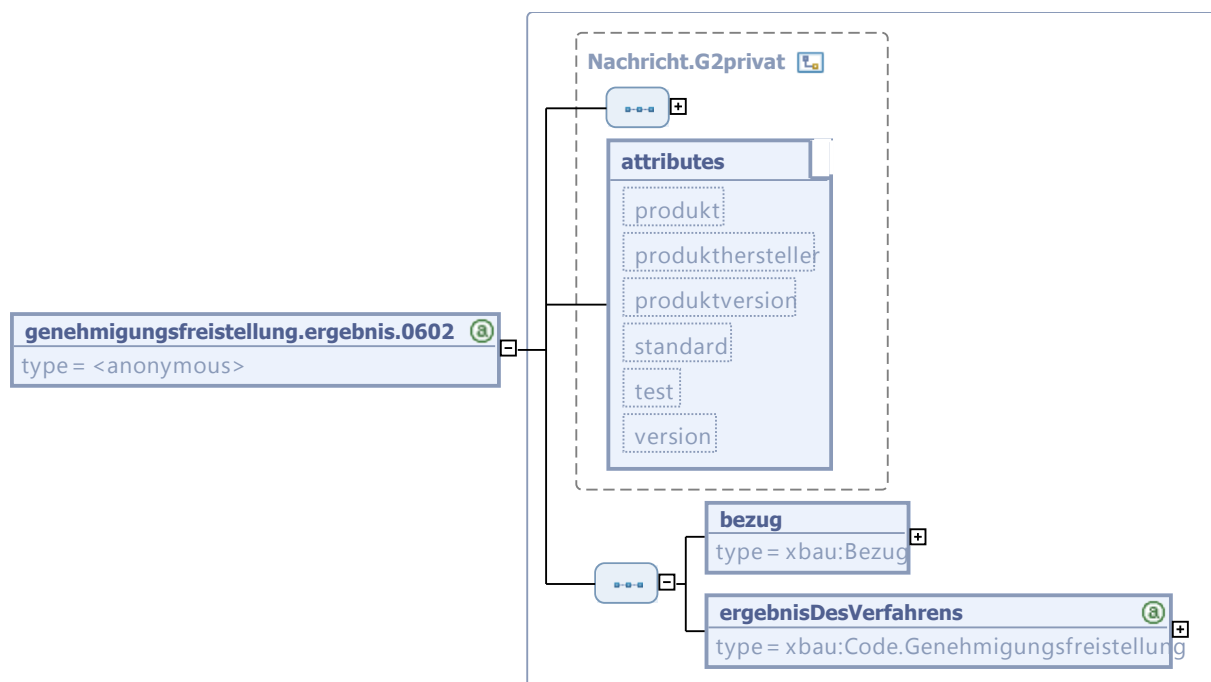 Nachricht.G2privat
attributes
produkt
produkthersteller
produktversion
standard
test
version
genehmigungsfreistellung.ergebnis.0602 a
type = <anonymous>
bezug
type = xbau:Bezug
ergebnisDesVerfahrens a
type = xbau:Code.Genehmigungsfreistellung